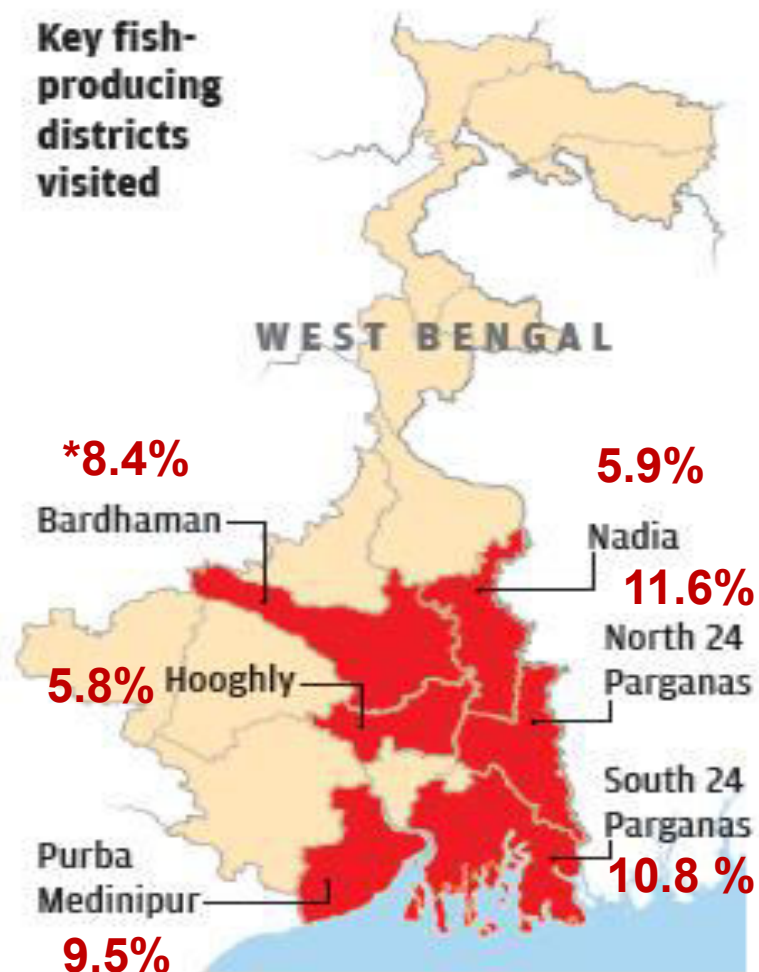 Key fish-
producing
districts
visited
WEST BENGAL
*8.4%
Bardhaman
5.9%
Nadia
11.6%
North 24
Parganas
5.8% Hooghly
South 24
Parganas
10.8 %
Purba
Medinipur
9.5%